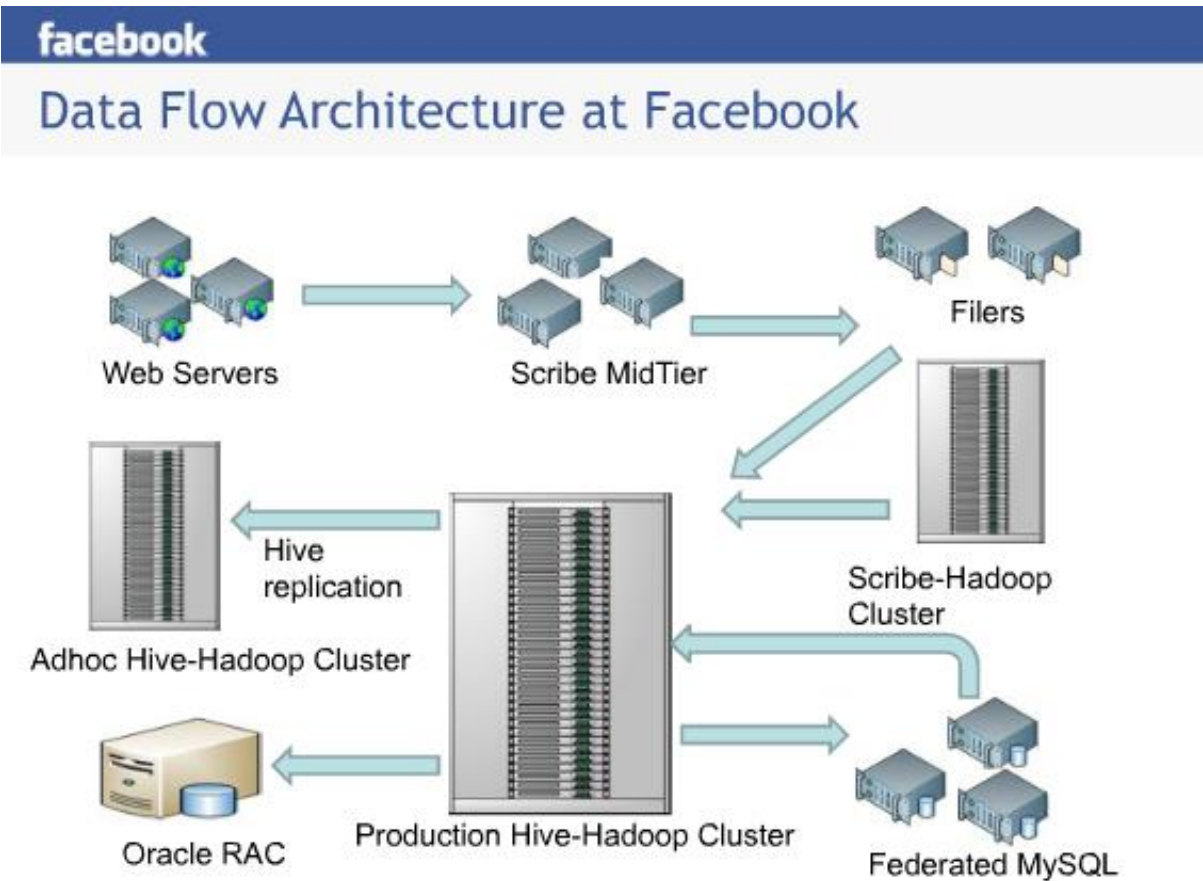 facebook
Data Flow Architecture at Facebook
Web Servers
Scribe MidTier
Filers
Hive
replication
Scribe-Hadoop
Cluster
Adhoc Hive-Hadoop Cluster
Oracle RAC
Production Hive-Hadoop Cluster
Federated MySQL